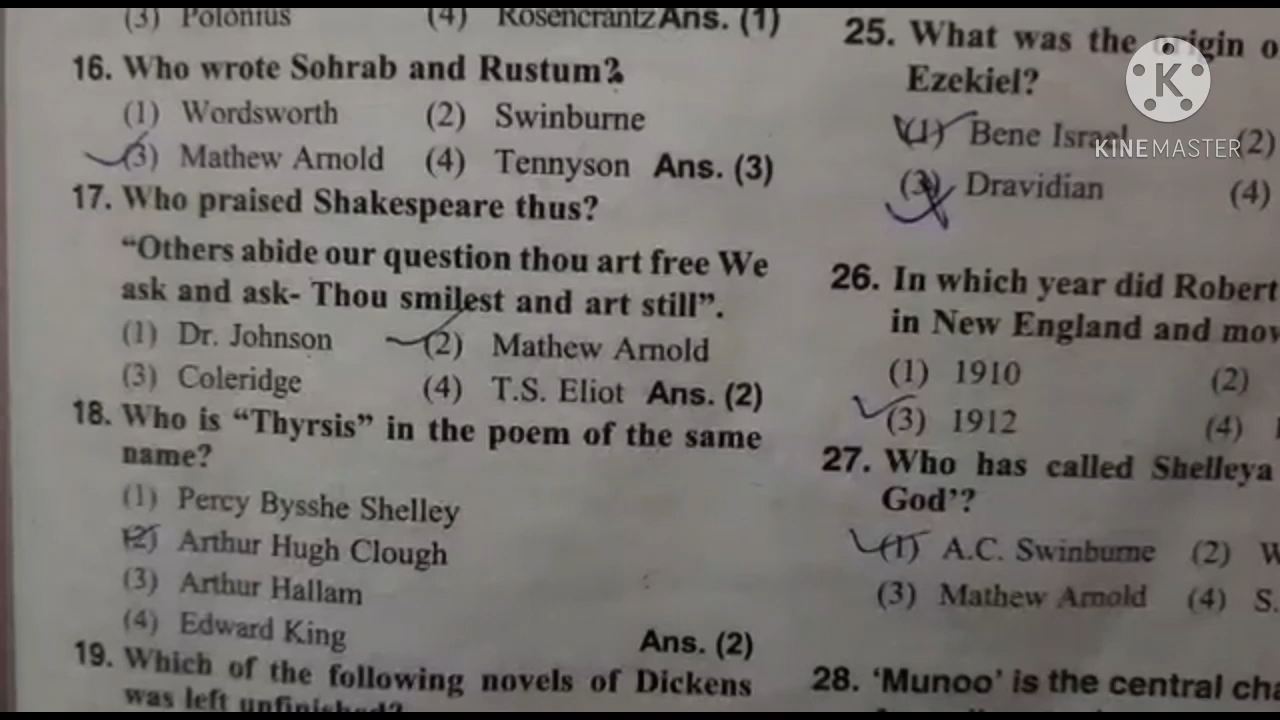 (3) Polonius (4) Rosencrantz Ans. (1)
16. Who wrote Sohrab and Rustum?
(1) Wordsworth (2) Swinburne
(3) Mathew Arnold (4) Tennyson Ans. (3)
17. Who praised Shakespeare thus?
“Others abide our question thou art free We
ask and ask- Thou smilest and art still”.
(1) Dr. Johnson (2) Mathew Arnold
(3) Coleridge (4) T.S. Eliot Ans. (2)
18. Who is “Thyrsis” in the poem of the same
name?
(1) Percy Bysshe Shelley
(2) Arthur Hugh Clough
(3) Arthur Hallam
(4) Edward King Ans. (2)
19. Which of the following novels of Dickens
was left unfinished?
25. What was the origin o
Ezekiel?
(1) Bene Israel (2)
(3) Dravidian (4)
26. In which year did Robert
in New England and mov
(1) 1910 (2)
(3) 1912 (4)
27. Who has called Shelleya
God’?
(1) A.C. Swinburne (2) W
(3) Mathew Arnold (4) S.
28. ‘Munoo’ is the central cha
K
KINEMASTER